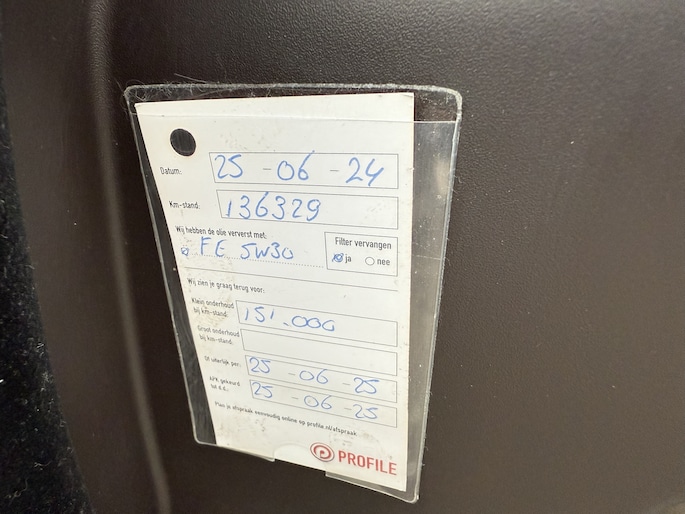 Datum: 25 - 06 - 24
Km-stand: 136329
Wij hebben de olie ververst met:
FE 5W30
Filter vervangen
ja nee
Wij zien je graag terug voor:
Klein onderhoud
bij km-stand: 151.000
Groot onderhoud
bij km-stand:
Of uiterlijk per: 25 - 06 - 25
APK gekeurd
tot d.d.: 25 - 06 - 25
Plan je afspraak eenvoudig online op profile.nl/afspraak
PROFILE